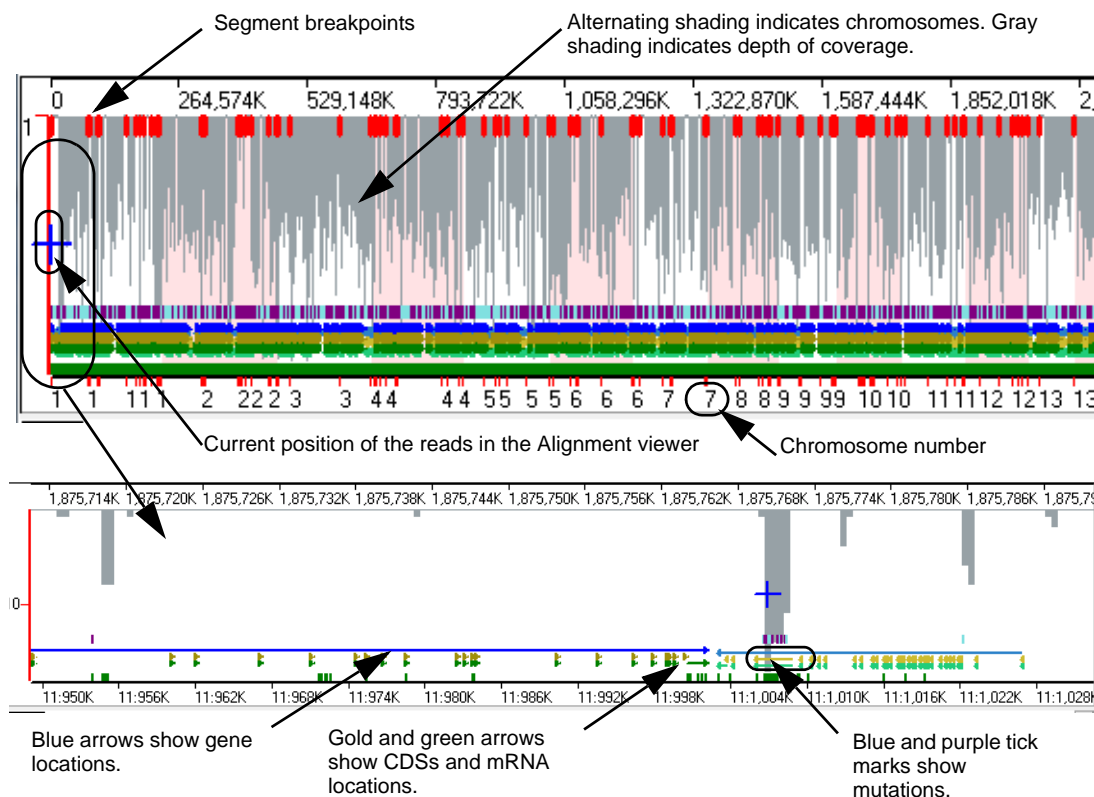 Segment breakpoints
Alternating shading indicates chromosomes. Gray
shading indicates depth of coverage.
0 264,574K 529,148K 793,722K 1,058,296K 1,322,870K 1,587,444K 1,852,018K 2,
1
1 1 1 1 1 1 2 2 2 2 2 3 3 4 4 4 4 5 5 5 5 6 6 7 7 8 8 9 9 9 9 10 10 11 11 12 12 13 13
Current position of the reads in the Alignment viewer
Chromosome number
1,875,714K 1,875,720K 1,875,726K 1,875,732K 1,875,738K 1,875,744K 1,875,750K 1,875,756K 1,875,762K 1,875,768K 1,875,774K 1,875,780K 1,875,786K 1,875,79
0
11:950K 11:956K 11:962K 11:968K 11:974K 11:980K 11:986K 11:992K 11:998K 11:1,004K 11:1,010K 11:1,016K 11:1,022K 11:1,028K
Blue arrows show gene
locations.
Gold and green arrows
show CDSs and mRNA
locations.
Blue and purple tick
marks show
mutations.